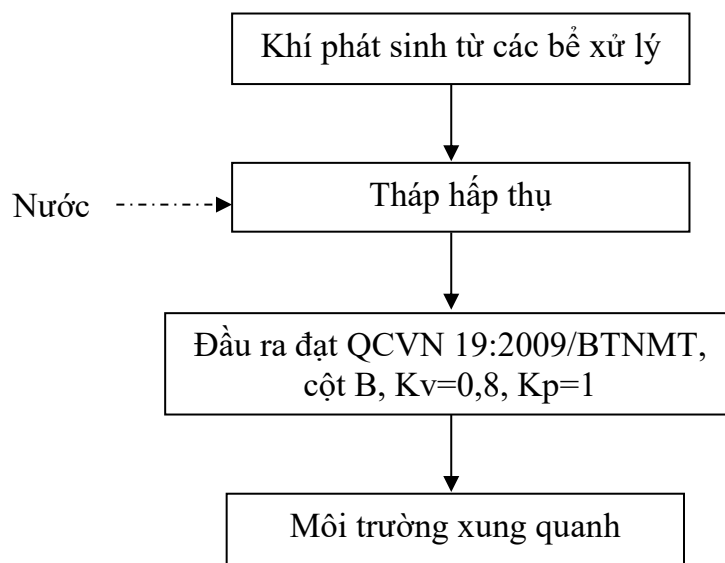 Khí phát sinh từ các bể xử lý
Tháp hấp thụ
Nước
Đầu ra đạt QCVN 19:2009/BTNMT,
cột B, Kv=0,8, Kp=1
Môi trường xung quanh